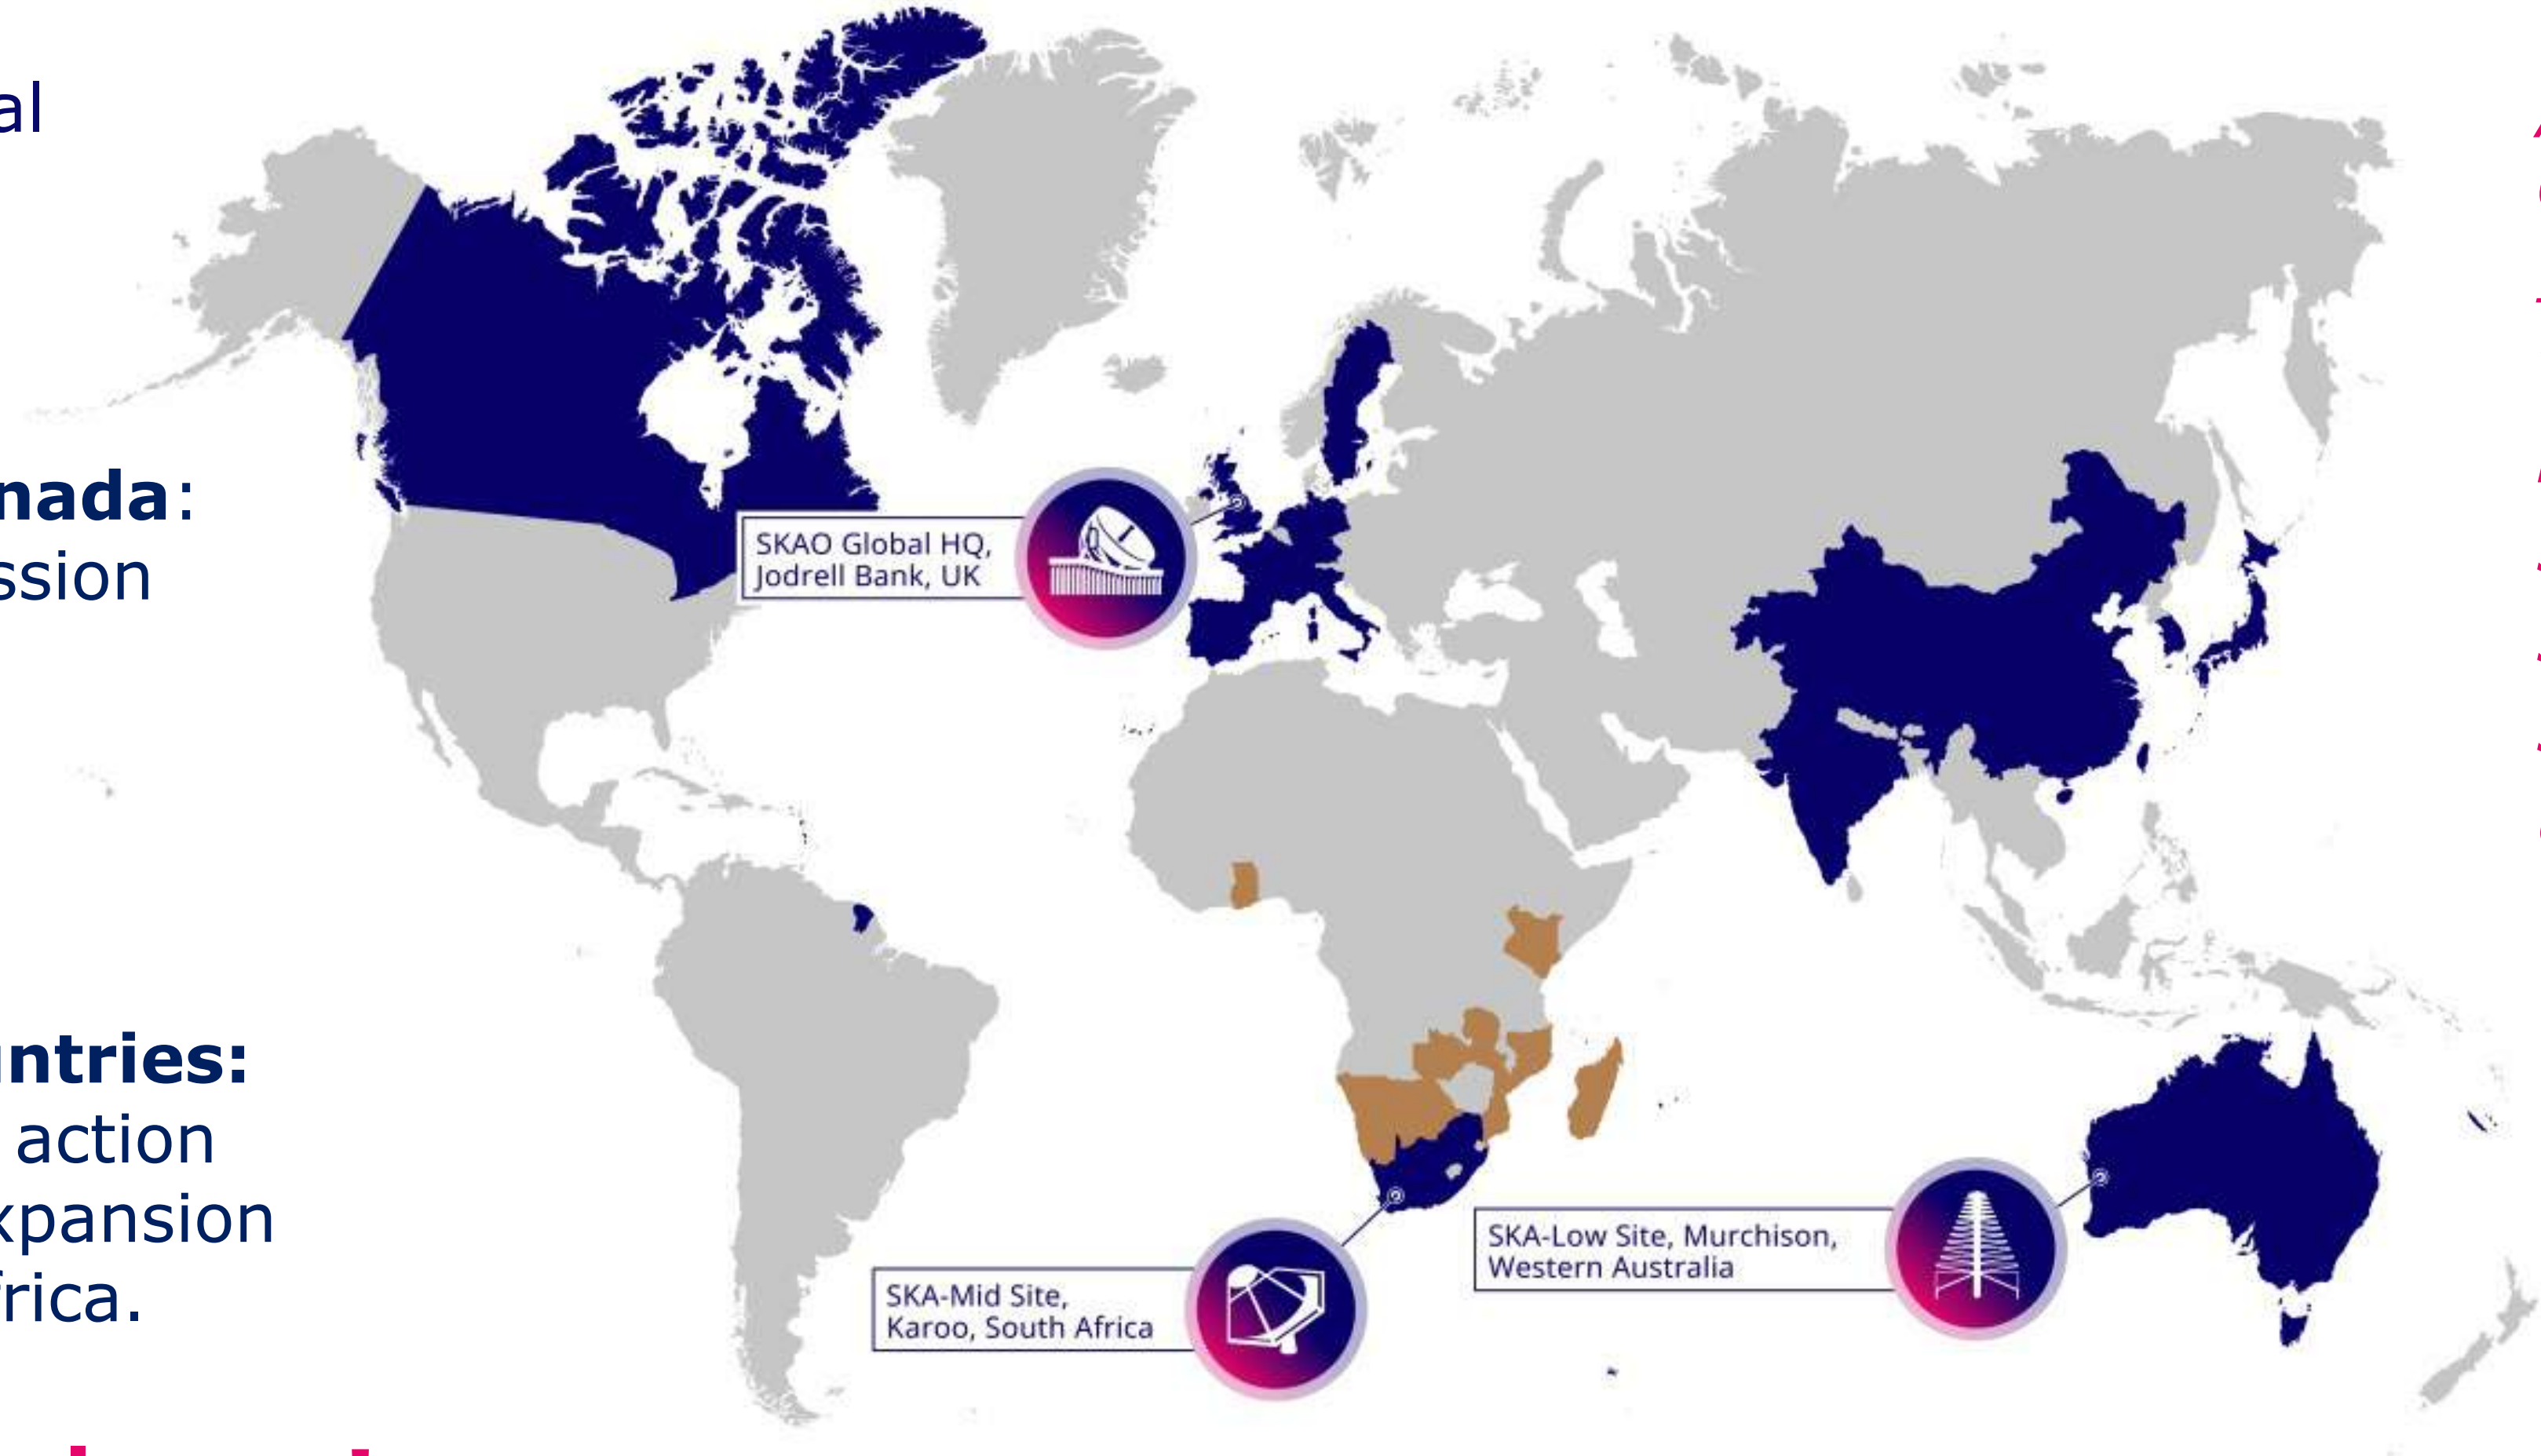 al
nada:
ssion
untries:
action
xpansion
frica.
SKAO Global HQ,
Jodrell Bank, UK
SKA-Mid Site,
Karoo, South Africa
SKA-Low Site, Murchison,
Western Australia